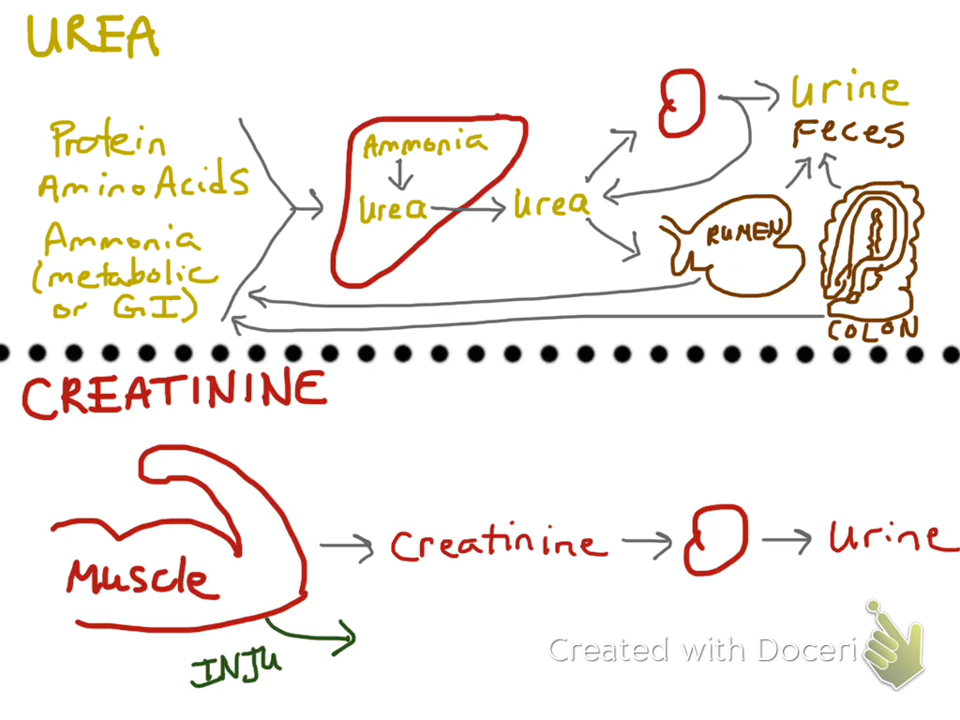 UREA
Protein
Amino Acids
Ammonia
(metabolic
or GI)
Ammonia
Urea
Urea
Urine
Feces
RUMEN
COLON
CREATININE
Muscle
Creatinine
Urine
INJU
Created with Doceri